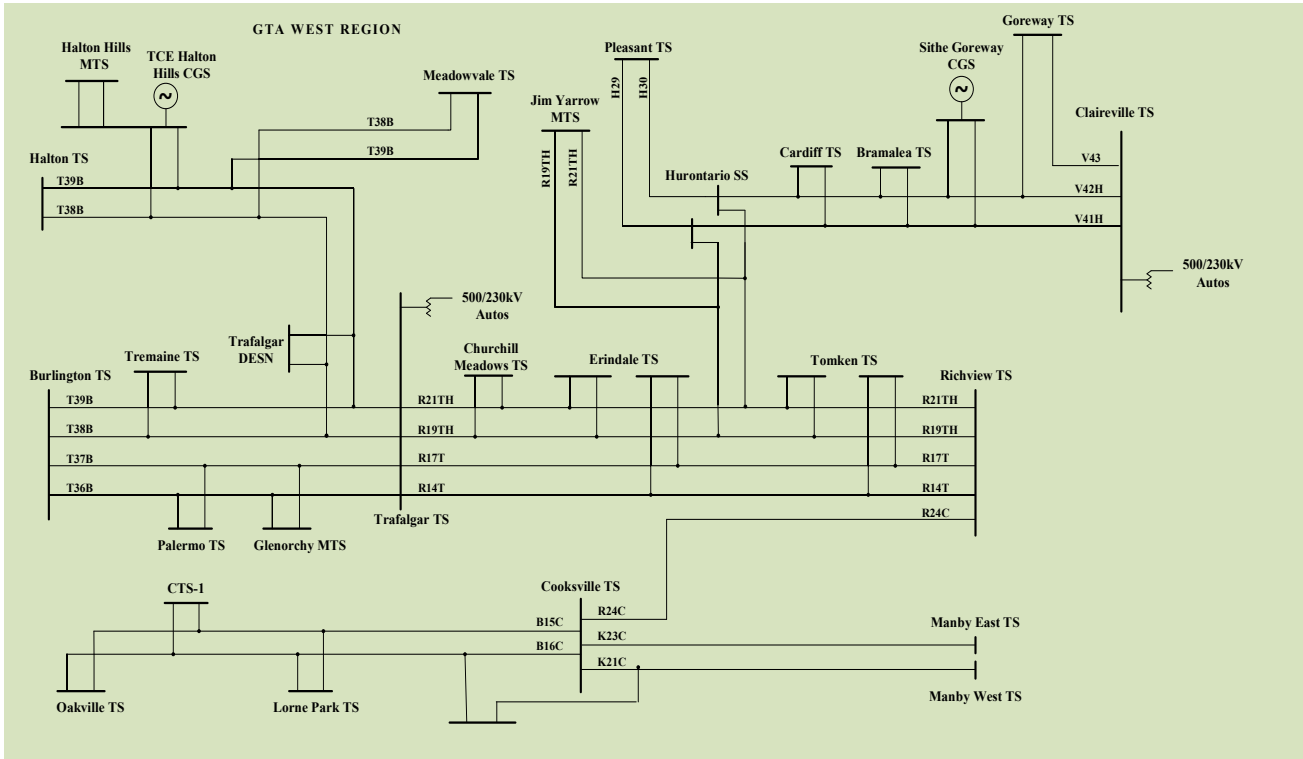 GTA WEST REGION
Halton Hills
MTS
TCE Halton
Hills CGS
~
Meadowvale TS
T38B
T39B
Halton TS
T39B
T38B
Pleasant TS
H29
H30
Jim Yarrow
MTS
R19TH
R21TH
Hurontario SS
Goreway TS
Sithe Goreway
CGS
~
Claireville TS
Cardiff TS
Bramalea TS
V43
V42H
V41H
500/230kV
Autos
500/230kV
Autos
Trafalgar
DESN
Tremaine TS
Churchill
Meadows TS
Erindale TS
Tomken TS
Burlington TS
Richview TS
T39B
R21TH
R21TH
T38B
R19TH
R19TH
T37B
R17T
R17T
T36B
R14T
R14T
R24C
Trafalgar TS
Palermo TS
Glenorchy MTS
CTS-1
Cooksville TS
R24C
B15C
K23C
Manby East TS
B16C
K21C
Manby West TS
Oakville TS
Lorne Park TS